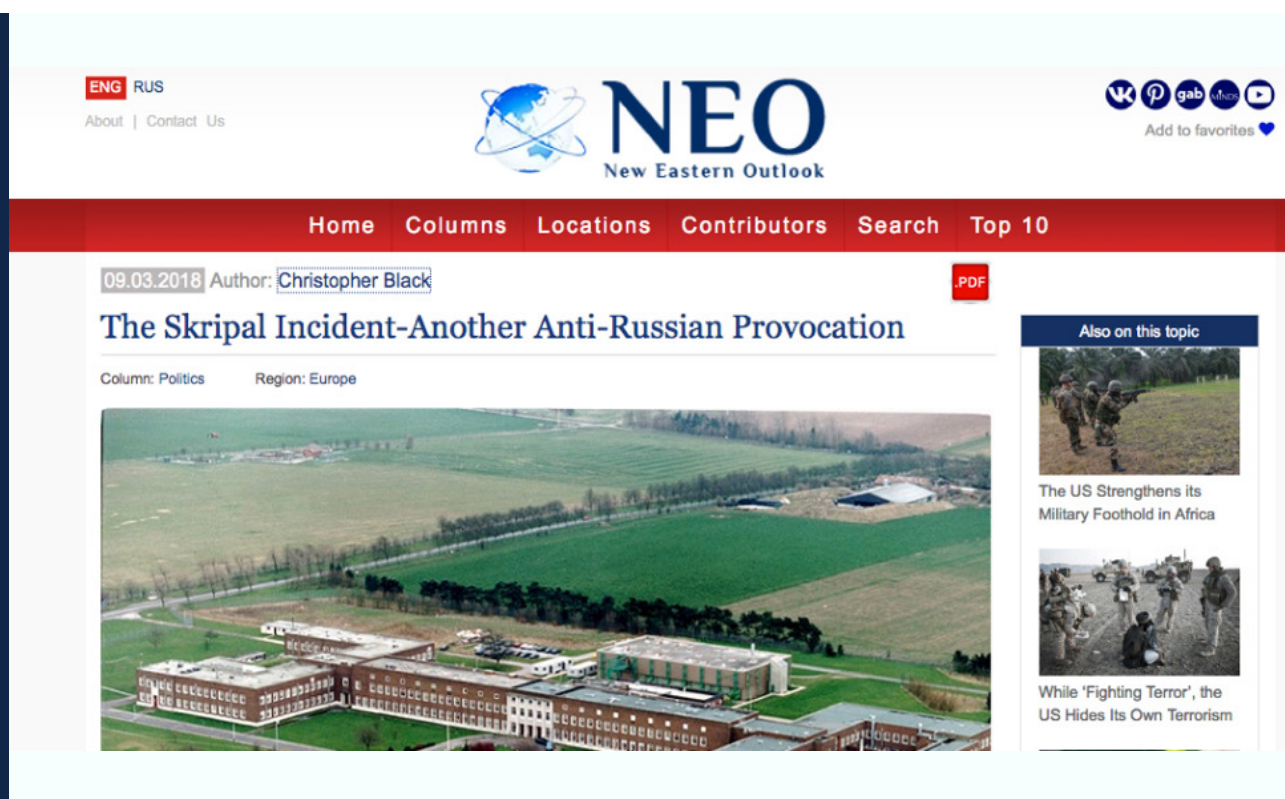 ENG RUS
About | Contact Us
NEO
New Eastern Outlook
gab
MINDS
Add to favorites
Home Columns Locations Contributors Search Top 10
09.03.2018 Author: Christopher Black
.PDF
The Skripal Incident-Another Anti-Russian Provocation
Column: Politics Region: Europe
Also on this topic
The US Strengthens its
Military Foothold in Africa
While 'Fighting Terror', the
US Hides Its Own Terrorism